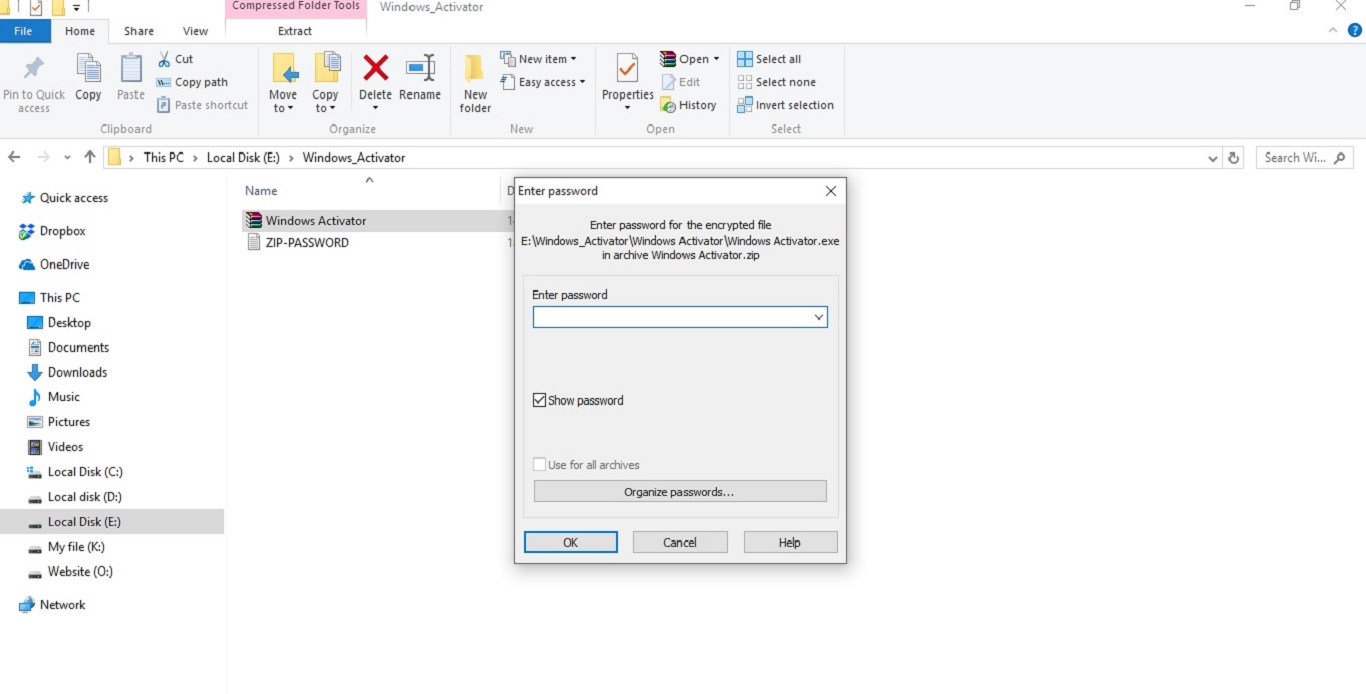 Compressed Folder Tools
Windows_Activator
File
Home
Share
View
Extract
Pin to Quick
access
Copy
Paste
Cut
Copy path
Paste shortcut
Clipboard
Move
to
Copy
to
Delete
Rename
Organize
New
folder
New item
Easy access
New
Properties
Open
Edit
History
Open
Select all
Select none
Invert selection
Select
This PC > Local Disk (E:) > Windows_Activator
Search Wi...
Quick access
Dropbox
OneDrive
This PC
Desktop
Documents
Downloads
Music
Pictures
Videos
Local Disk (C:)
Local disk (D:)
Local Disk (E:)
My file (K:)
Website (O:)
Network
Name
Windows Activator
ZIP-PASSWORD
Enter password
Enter password for the encrypted file
E:\Windows_Activator\Windows Activator\Windows Activator.exe
in archive Windows Activator.zip
Enter password
Show password
Use for all archives
Organize passwords...
OK
Cancel
Help